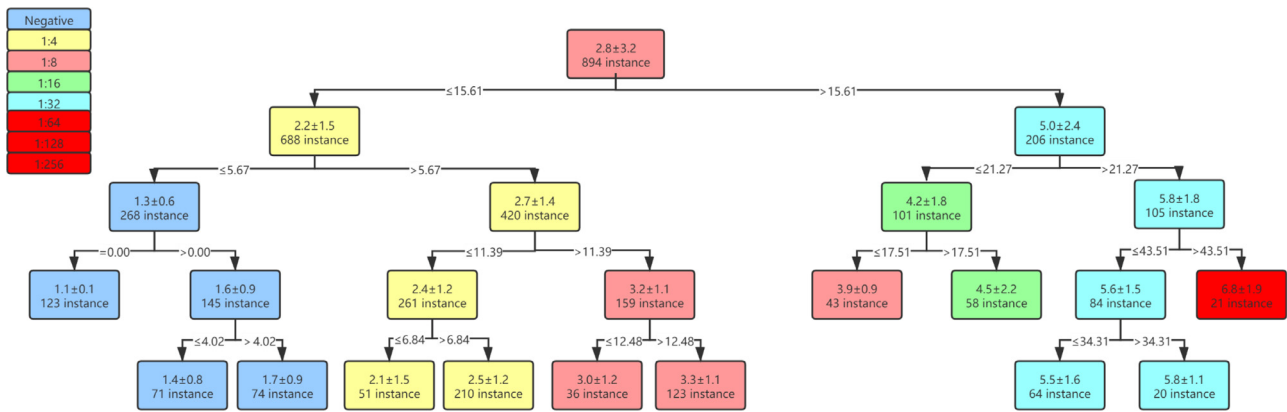 Negative
1:4
1:8
1:16
1:32
1:64
1:128
1:256
2.8±3.2
894 instance
≤15.61
>15.61
2.2±1.5
688 instance
5.0±2.4
206 instance
≤5.67
>5.67
≤21.27
>21.27
1.3±0.6
268 instance
2.7±1.4
420 instance
4.2±1.8
101 instance
5.8±1.8
105 instance
=0.00
>0.00
≤11.39
>11.39
≤17.51
>17.51
≤43.51
>43.51
1.1±0.1
123 instance
1.6±0.9
145 instance
2.4±1.2
261 instance
3.2±1.1
159 instance
3.9±0.9
43 instance
4.5±2.2
58 instance
5.6±1.5
84 instance
6.8±1.9
21 instance
≤4.02
>4.02
≤6.84
>6.84
≤12.48
>12.48
≤34.31
>34.31
1.4±0.8
71 instance
1.7±0.9
74 instance
2.1±1.5
51 instance
2.5±1.2
210 instance
3.0±1.2
36 instance
3.3±1.1
123 instance
5.5±1.6
64 instance
5.8±1.1
20 instance